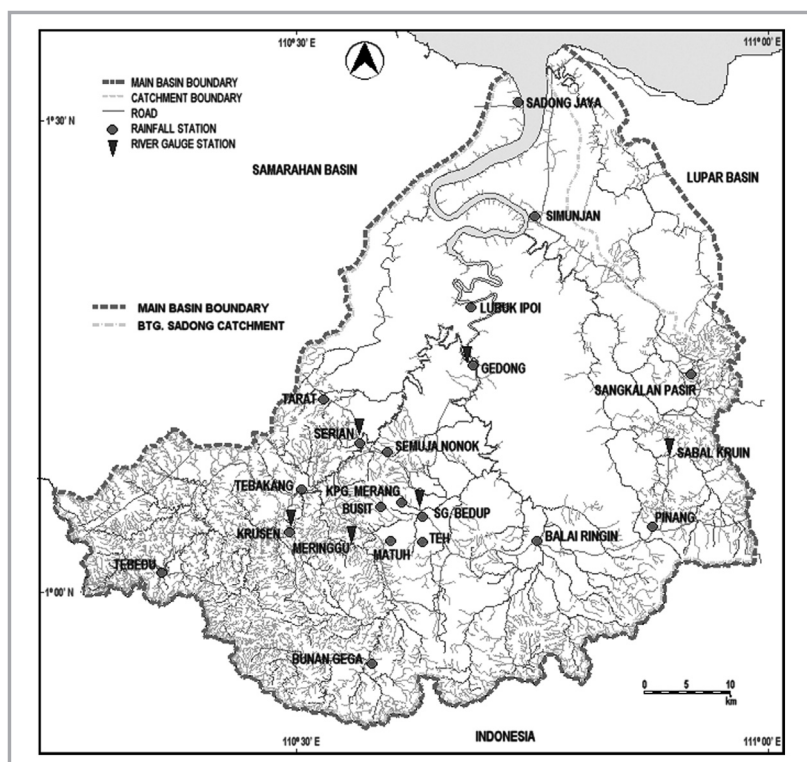 110° 30' E
111° 00' E
MAIN BASIN BOUNDARY
CATCHMENT BOUNDARY
ROAD
RAINFALL STATION
RIVER GAUGE STATION
1° 30'
SADONG JAYA
SAMARAHAN BASIN
LUPAR BASIN
SIMUNJAN
MAIN BASIN BOUNDARY
BTG. SADONG CATCHMENT
LUBUK IPOI
GEDONG
SANGKALAN PASIR
TARAT
SERIAN
SEMUJA NONOK
SABAL KRUIN
TEBAKANG
KPG. MERANG
BUSIT
SG. BEDUP
PINANG
KRUSEN
MERINGGU
MATUH
TEH
BALAI RINGIN
TEBEDU
1° 00'
BUNAN GEGA
0 5 10
km
INDONESIA
110° 30' E
111° 00' E